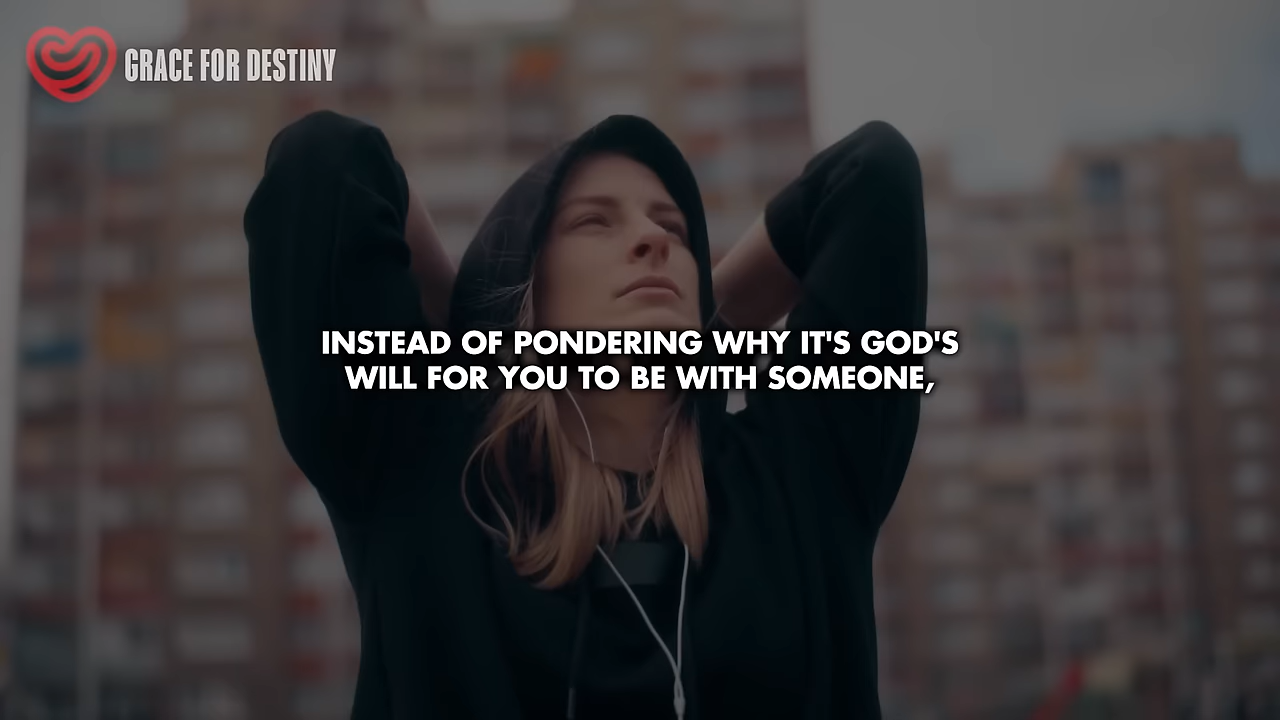 GRACE FOR DESTINY
INSTEAD OF PONDERING WHY IT'S GOD'S
WILL FOR YOU TO BE WITH SOMEONE,